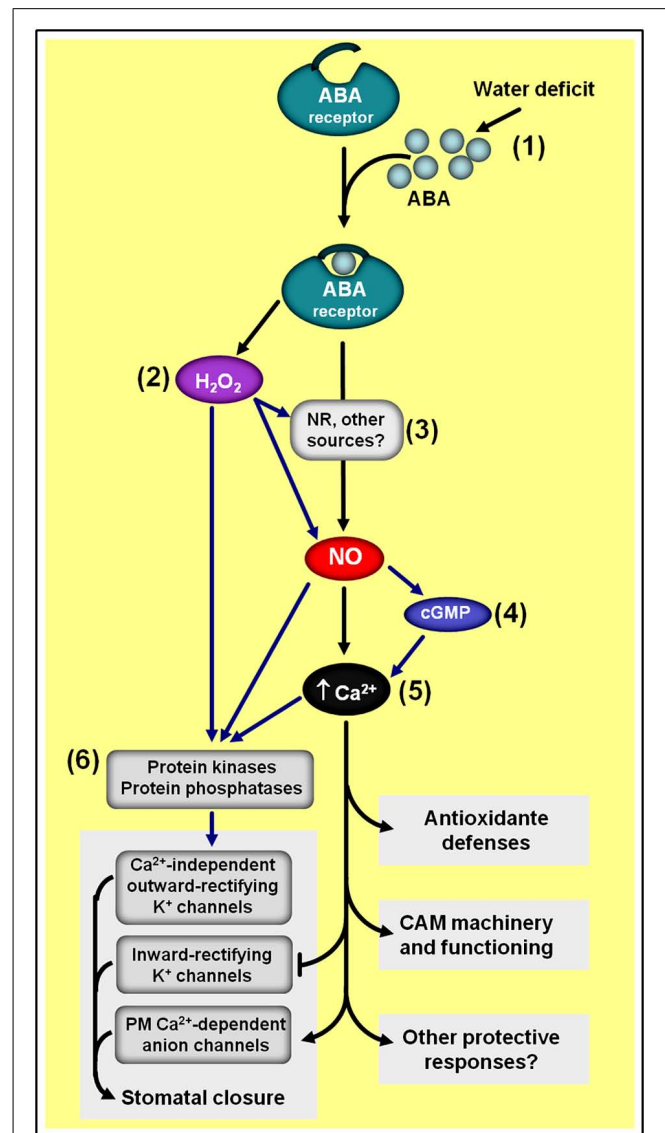 ABA
receptor
Water deficit
(1)
ABA
ABA
receptor
(2)
H₂O₂
NR, other
sources?
(3)
NO
cGMP
(4)
↑ Ca²⁺
(5)
(6)
Protein kinases
Protein phosphatases
Ca²⁺-independent
outward-rectifying
K⁺ channels
Inward-rectifying
K⁺ channels
PM Ca²⁺-dependent
anion channels
Stomatal closure
Antioxidante
defenses
CAM machinery
and functioning
Other protective
responses?